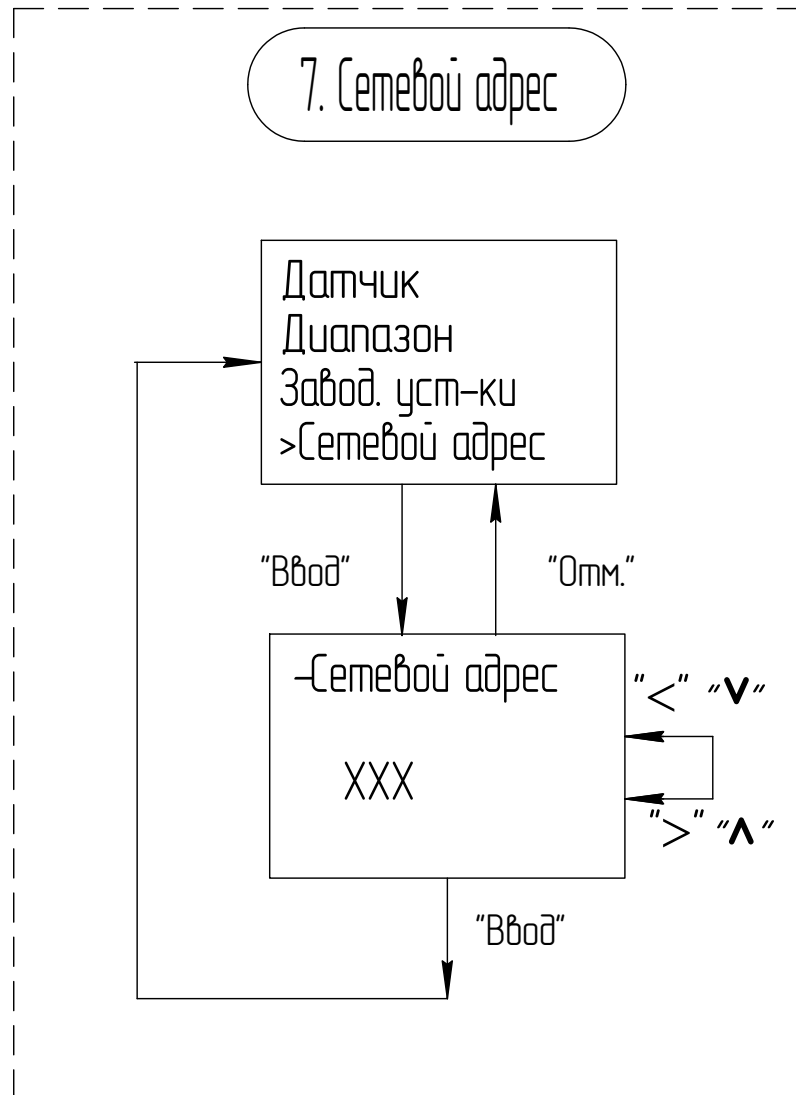 7. Сетевой адрес
Датчик
Диапазон
Завод. уст-ки
>Сетевой адрес
"Ввод" "Отм."
-Сетевой адрес
"<" "V"
XXX
">" "Λ"
"Ввод"